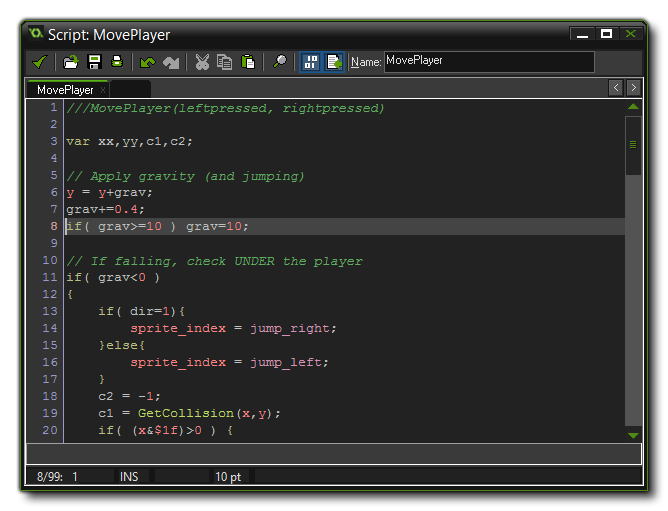 Script: MovePlayer
Name: MovePlayer
MovePlayer
1 ///MovePlayer(leftpressed, rightpressed)
2
3 var xx,yy,c1,c2;
4
5 // Apply gravity (and jumping)
6 y = y+grav;
7 grav+=0.4;
8 if( grav>=10 ) grav=10;
9
10 // If falling, check UNDER the player
11 if( grav<0 )
12 {
13     if( dir=1){
14         sprite_index = jump_right;
15     }else{
16         sprite_index = jump_left;
17     }
18     c2 = -1;
19     c1 = GetCollision(x,y);
20     if( (x&$1f)>0 ) {
8/99: 1 INS 10 pt